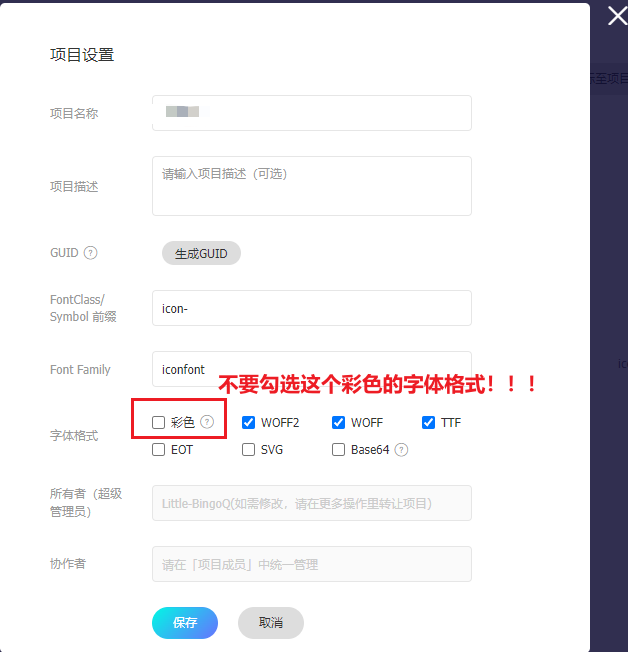 项目设置
项目名称
项目描述
请输入项目描述（可选）
GUID ?
生成GUID
FontClass/
Symbol 前缀
icon-
Font Family
iconfont
不要勾选这个彩色的字体格式！！！
字体格式
彩色 ?
WOFF2
WOFF
TTF
EOT
SVG
Base64 ?
所有者（超级
管理员）
Little-BingoQ(如需修改，请在更多操作里转让项目)
协作者
请在「项目成员」中统一管理
保存
取消
至项目
ic